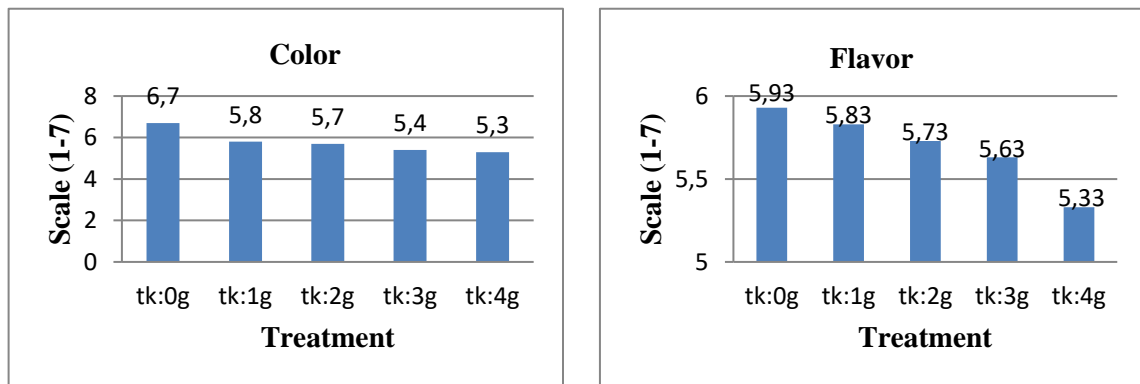 Color
Scale (1-7)
8
6
4
2
0
6,7
5,8
5,7
5,4
5,3
tk:0g tk:1g tk:2g tk:3g tk:4g
Treatment
Flavor
Scale (1-7)
6
5,5
5
5,93
5,83
5,73
5,63
5,33
tk:0g tk:1g tk:2g tk:3g tk:4g
Treatment